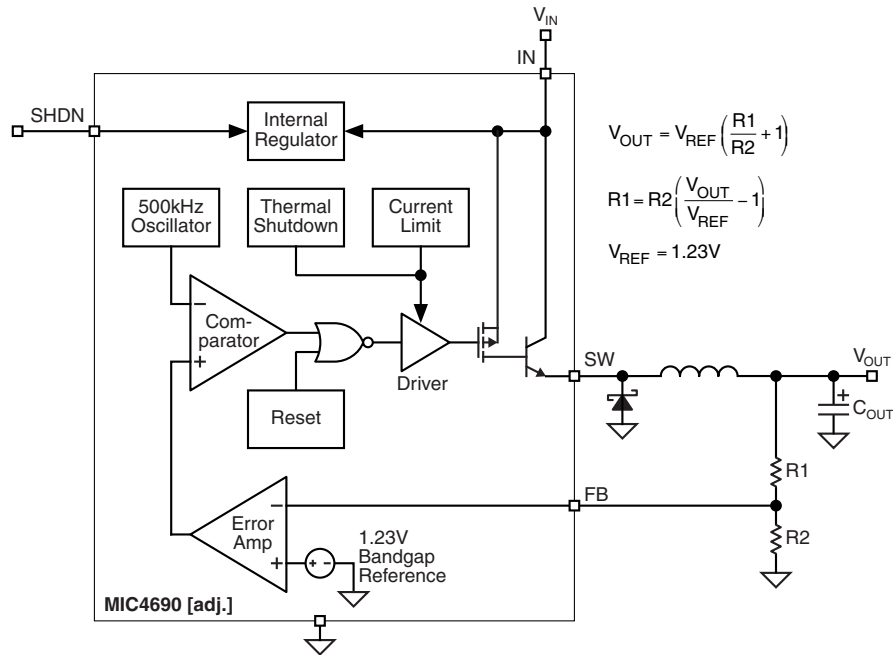 V_IN
IN
SHDN
Internal
Regulator
V_OUT = V_REF (R1/R2 + 1)
R1 = R2 (V_OUT/V_REF − 1)
V_REF = 1.23V
500kHz
Oscillator
Thermal
Shutdown
Current
Limit
−
Com-
parator
+
Driver
Reset
SW
V_OUT
+
C_OUT
R1
FB
R2
−
Error
Amp
+
1.23V
Bandgap
Reference
+ −
MIC4690 [adj.]